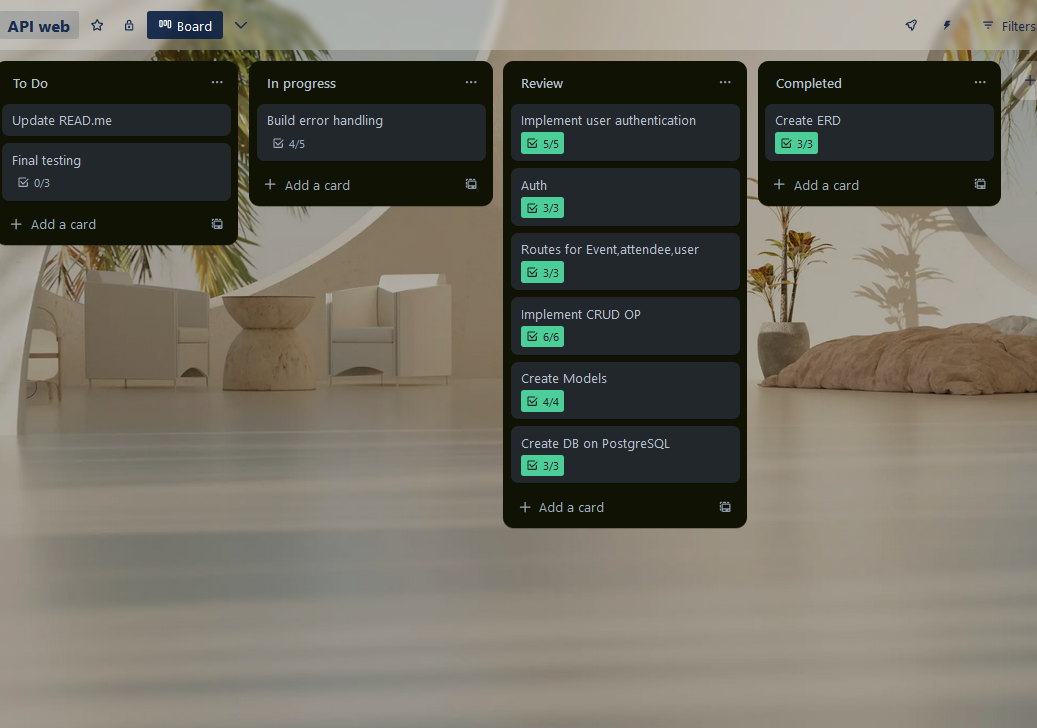 API web
Board
Filters
To Do
Update READ.me
Final testing
0/3
Add a card
In progress
Build error handling
4/5
Add a card
Review
Implement user authentication
5/5
Auth
3/3
Routes for Event,attendee,user
3/3
Implement CRUD OP
6/6
Create Models
4/4
Create DB on PostgreSQL
3/3
Add a card
Completed
Create ERD
3/3
Add a card